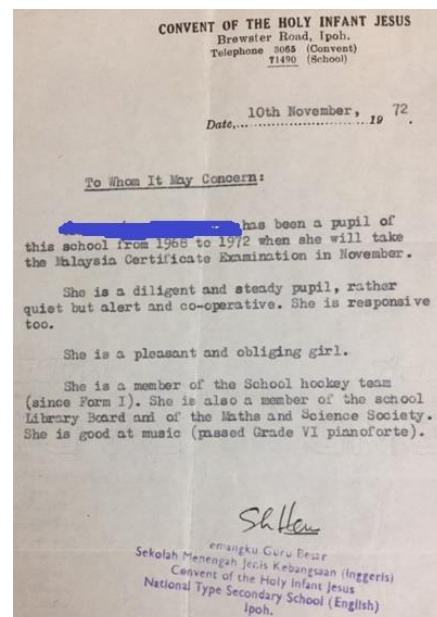 CONVENT OF THE HOLY INFANT JESUS
Brewster Road, Ipoh.
Telephone 3065 (Convent)
71490 (School)
10th November, 72
Date,..............................19 .
To Whom It May Concern:
has been a pupil of
this school from 1968 to 1972 when she will take
the Malaysia Certificate Examination in November.
She is a diligent and steady pupil, rather
quiet but alert and co-operative. She is responsive
too.
She is a pleasant and obliging girl.
She is a member of the School hockey team
(since Form I). She is also a member of the school
Library Board and of the Maths and Science Society.
She is good at music (passed Grade VI pianoforte).
emangku Guru Besar
Sekolah Menengah Jenis Kebangsaan (Inggeris)
Convent of the Holy Infant Jesus
National Type Secondary School (English)
Ipoh.